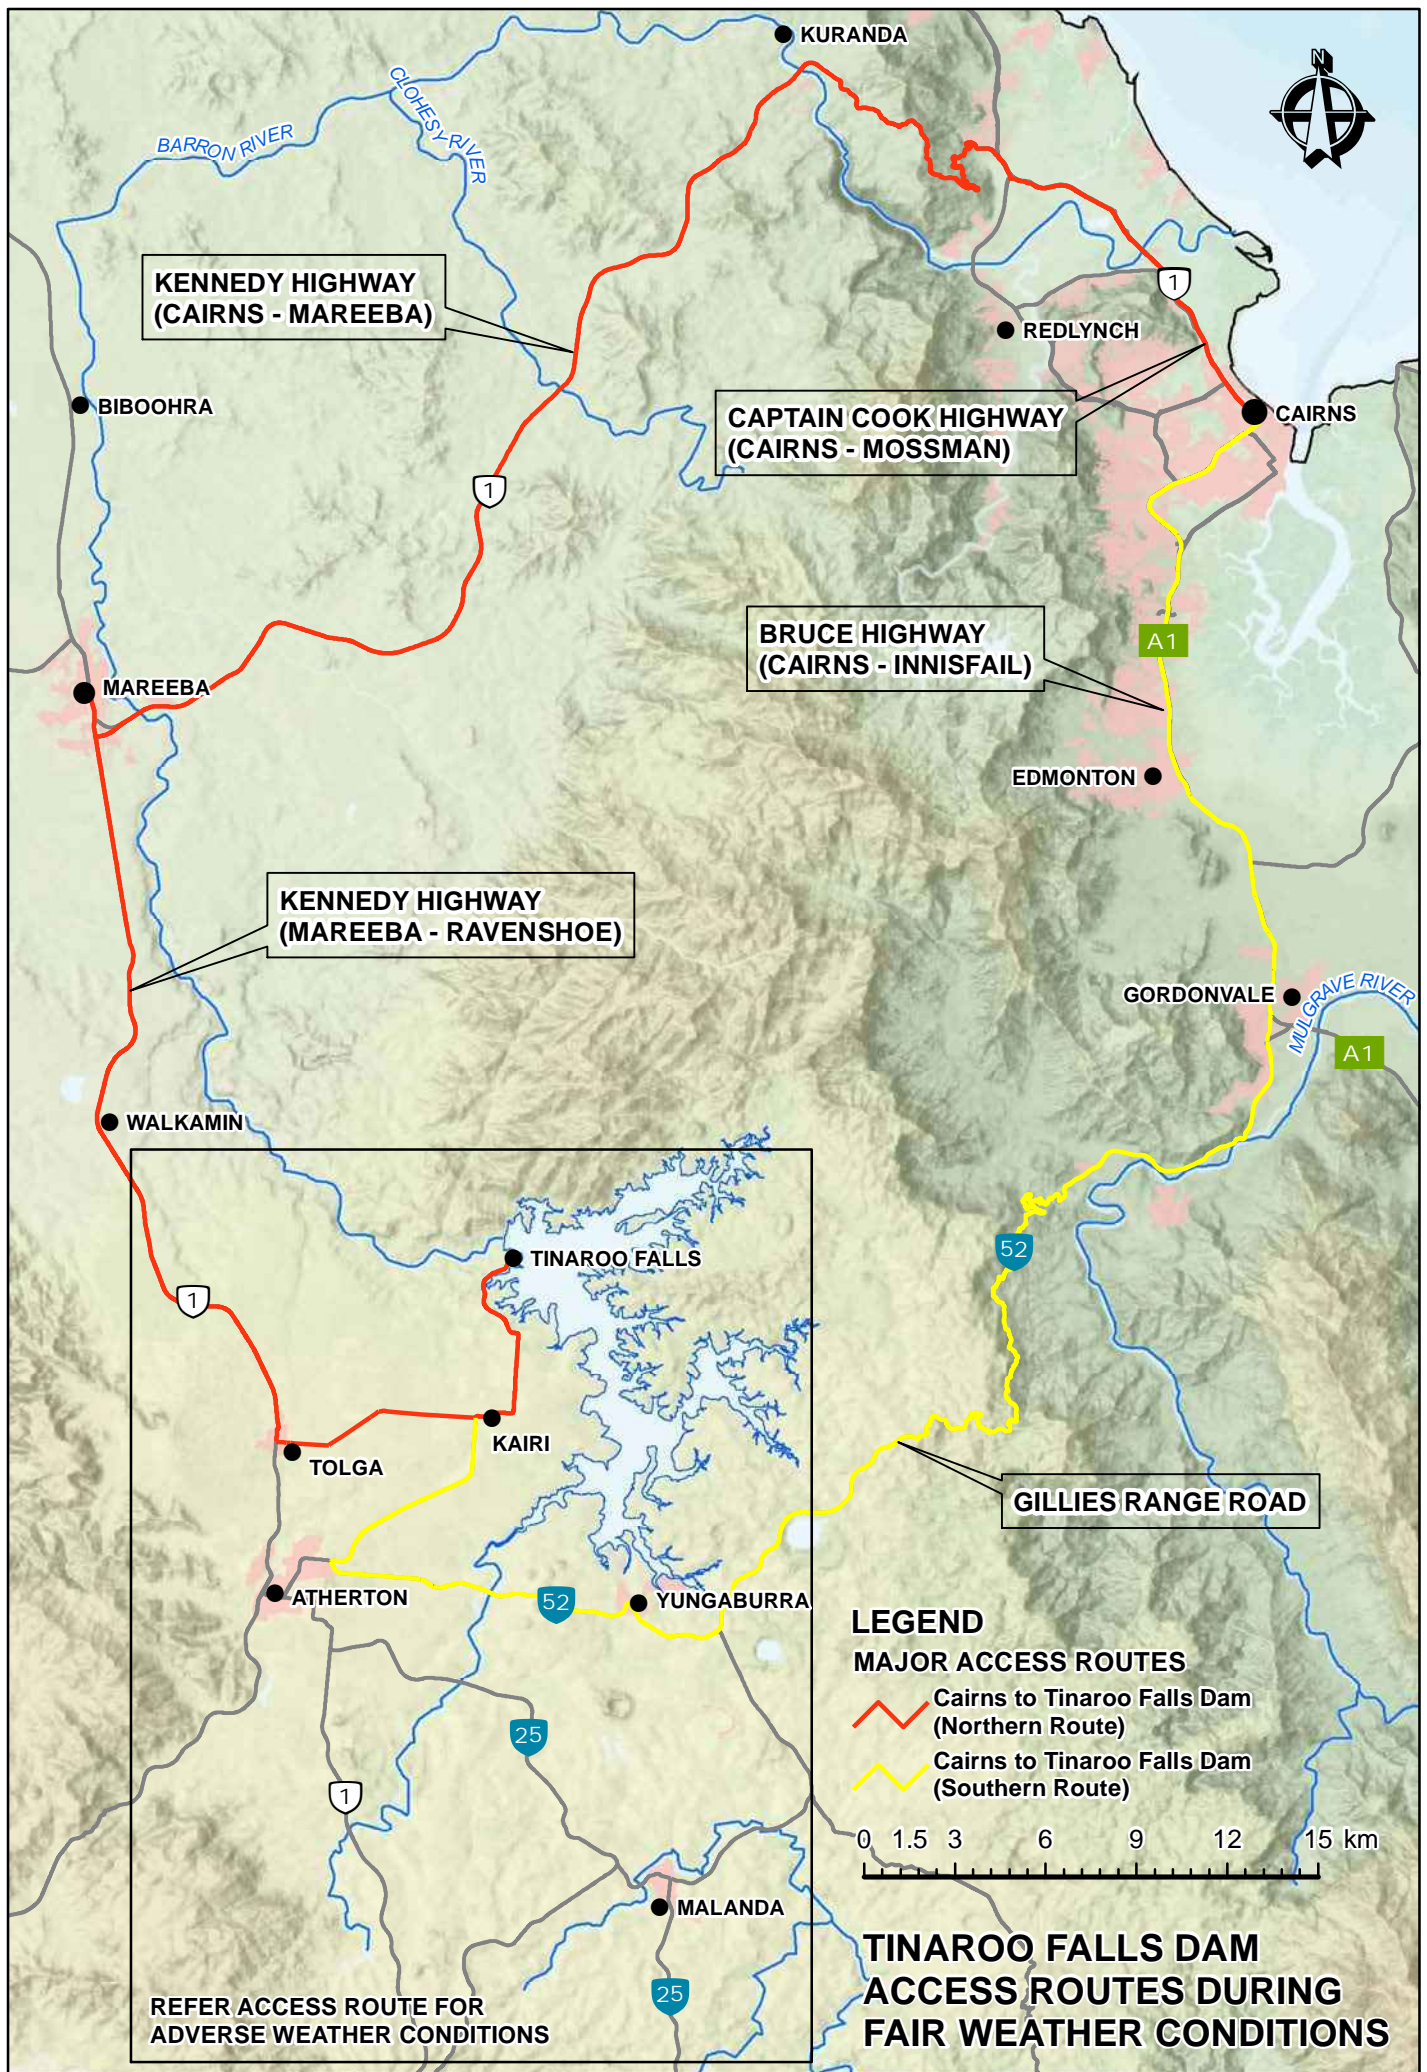 KURANDA
N
CLOHESY RIVER
BARRON RIVER
KENNEDY HIGHWAY
(CAIRNS - MAREEBA)
1
REDLYNCH
BIBOOHRA
CAPTAIN COOK HIGHWAY
(CAIRNS - MOSSMAN)
CAIRNS
1
BRUCE HIGHWAY
(CAIRNS - INNISFAIL)
A1
MAREEBA
EDMONTON
KENNEDY HIGHWAY
(MAREEBA - RAVENSHOE)
GORDONVALE
MULGRAVE RIVER
A1
WALKAMIN
TINAROO FALLS
52
1
KAIRI
TOLGA
GILLIES RANGE ROAD
ATHERTON
52
YUNGABURRA
LEGEND
MAJOR ACCESS ROUTES
Cairns to Tinaroo Falls Dam
(Northern Route)
Cairns to Tinaroo Falls Dam
(Southern Route)
25
1
0 1.5 3 6 9 12 15 km
MALANDA
25
REFER ACCESS ROUTE FOR
ADVERSE WEATHER CONDITIONS
TINAROO FALLS DAM
ACCESS ROUTES DURING
FAIR WEATHER CONDITIONS